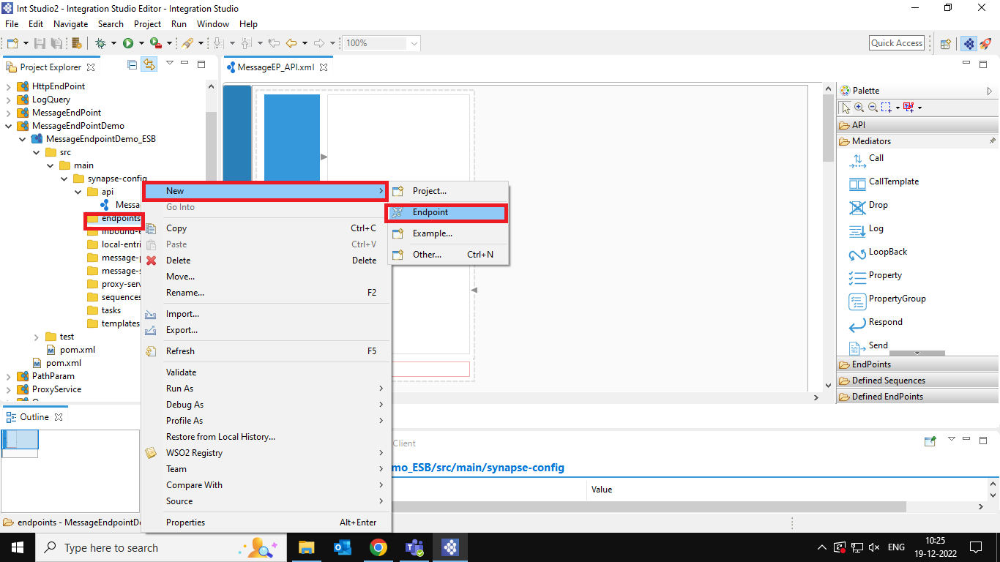 Int Studio2 - Integration Studio Editor - Integration Studio
File Edit Navigate Search Project Run Window Help
100%
Quick Access
Project Explorer
MessageEP_API.xml
HttpEndPoint
LogQuery
MessageEndPoint
MessageEndPointDemo
MessageEndpointDemo_ESB
src
main
synapse-config
api
Messa
endpoints
local-entri
message-p
message-s
proxy-serv
sequences
tasks
templates
test
pom.xml
pom.xml
PathParam
ProxyService
New
Go Into
Copy Ctrl+C
Paste Ctrl+V
Delete Delete
Move...
Rename... F2
Import...
Export...
Refresh F5
Validate
Run As
Debug As
Profile As
Restore from Local History...
WSO2 Registry
Team
Compare With
Source
Properties Alt+Enter
Project...
Endpoint
Example...
Other... Ctrl+N
Palette
API
Mediators
Call
CallTemplate
Drop
Log
LoopBack
Property
PropertyGroup
Respond
Send
EndPoints
Defined Sequences
Defined EndPoints
Outline
Client
mo_ESB/src/main/synapse-config
Value
endpoints - MessageEndpointDe
Type here to search
ENG
10:25
19-12-2022